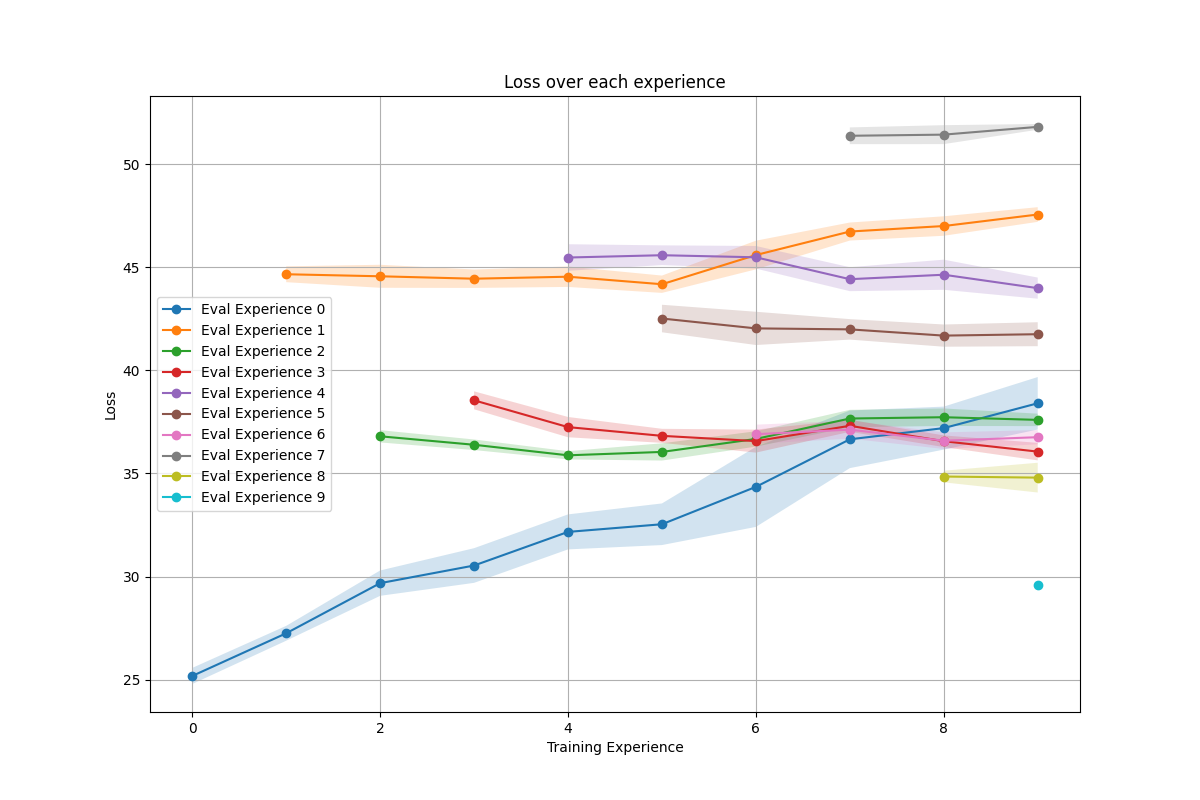 Loss over each experience
50
45
40
35
30
25
Loss
Eval Experience 0
Eval Experience 1
Eval Experience 2
Eval Experience 3
Eval Experience 4
Eval Experience 5
Eval Experience 6
Eval Experience 7
Eval Experience 8
Eval Experience 9
0 2 4 6 8
Training Experience